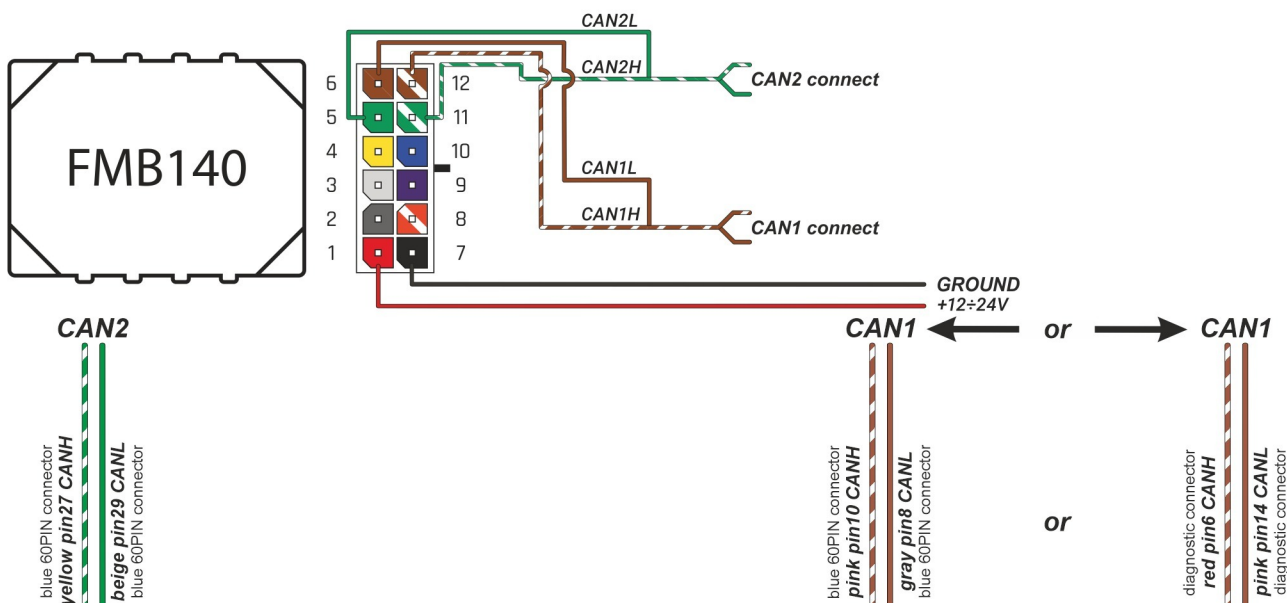 CAN2L
CAN2H
CAN2 connect
FMB140
6 12
5 11
4 10
3 9
2 8
1 7
CAN1L
CAN1H
CAN1 connect
GROUND
+12÷24V
CAN2
CAN1
or
CAN1
blue 60PIN connector
yellow pin27 CANH
beige pin29 CANL
blue 60PIN connector
blue 60PIN connector
pink pin10 CANH
gray pin8 CANL
blue 60PIN connector
or
diagnostic connector
red pin6 CANH
pink pin14 CANL
diagnostic connector